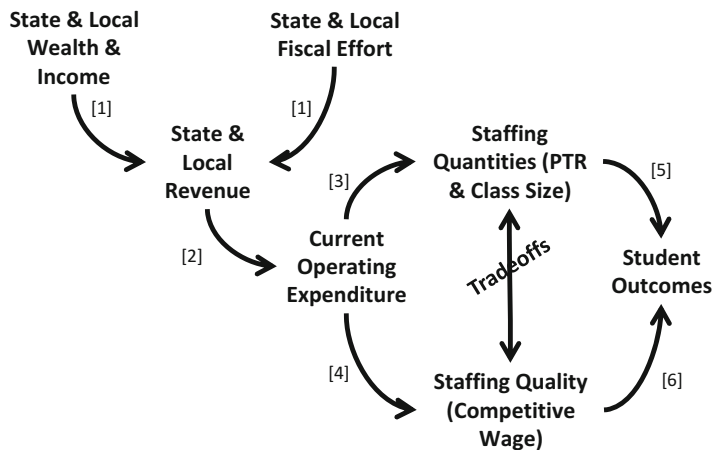 State & Local
Wealth &
Income
State & Local
Fiscal Effort
[1]
[1]
State &
Local
Revenue
[2]
Current
Operating
Expenditure
[3]
[4]
Staffing
Quantities (PTR
& Class Size)
Tradeoffs
Staffing Quality
(Competitive
Wage)
[5]
[6]
Student
Outcomes